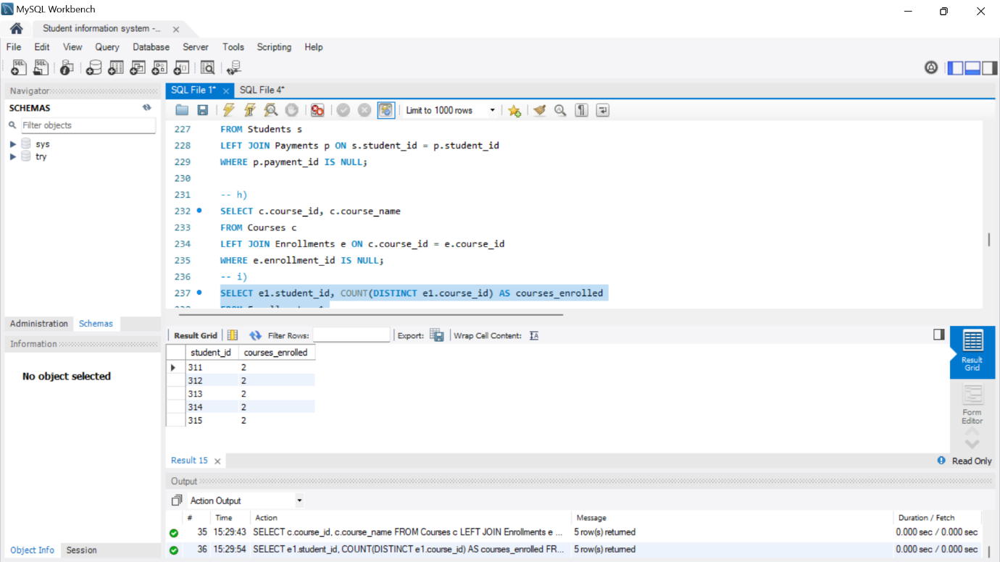 MySQL Workbench
Student information system -...
File Edit View Query Database Server Tools Scripting Help
Navigator
SCHEMAS
Filter objects
sys
try
Administration Schemas
Information
No object selected
Object Info Session
SQL File 1* SQL File 4*
Limit to 1000 rows
227 FROM Students s
228 LEFT JOIN Payments p ON s.student_id = p.student_id
229 WHERE p.payment_id IS NULL;
230
231 -- h)
232 SELECT c.course_id, c.course_name
233 FROM Courses c
234 LEFT JOIN Enrollments e ON c.course_id = e.course_id
235 WHERE e.enrollment_id IS NULL;
236 -- i)
237 SELECT e1.student_id, COUNT(DISTINCT e1.course_id) AS courses_enrolled
Result Grid Filter Rows: Export: Wrap Cell Content:
student_id courses_enrolled
311 2
312 2
313 2
314 2
315 2
Result
Grid
Form
Editor
Result 15
Read Only
Output
Action Output
# Time Action Message Duration / Fetch
35 15:29:43 SELECT c.course_id, c.course_name FROM Courses c LEFT JOIN Enrollments e ... 5 row(s) returned 0.000 sec / 0.000 sec
36 15:29:54 SELECT e1.student_id, COUNT(DISTINCT e1.course_id) AS courses_enrolled FR... 5 row(s) returned 0.000 sec / 0.000 sec